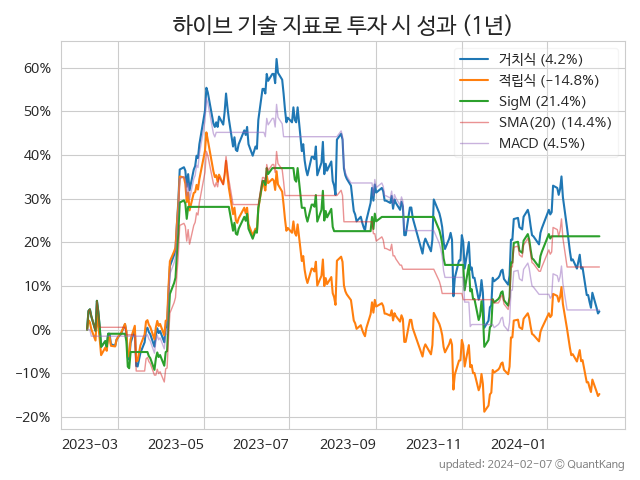 하이브 기술 지표로 투자 시 성과 (1년)
거치식 (4.2%)
적립식 (−14.8%)
SigM (21.4%)
SMA(20) (14.4%)
MACD (4.5%)
60%
50%
40%
30%
20%
10%
0%
−10%
−20%
2023−03
2023−05
2023−07
2023−09
2023−11
2024−01
updated: 2024−02−07 © QuantKang